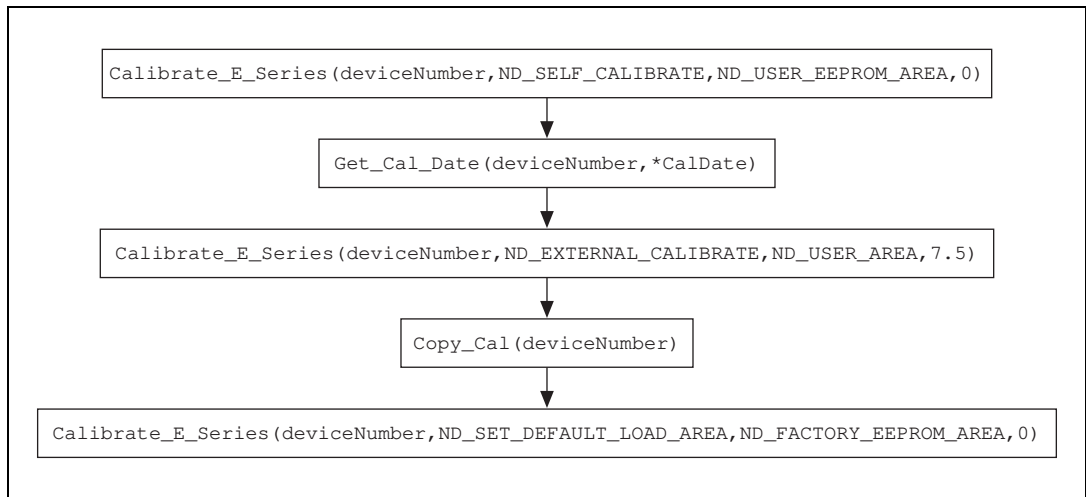 Calibrate_E_Series(deviceNumber,ND_SELF_CALIBRATE,ND_USER_EEPROM_AREA,0)
Get_Cal_Date(deviceNumber,*CalDate)
Calibrate_E_Series(deviceNumber,ND_EXTERNAL_CALIBRATE,ND_USER_AREA,7.5)
Copy_Cal(deviceNumber)
Calibrate_E_Series(deviceNumber,ND_SET_DEFAULT_LOAD_AREA,ND_FACTORY_EEPROM_AREA,0)